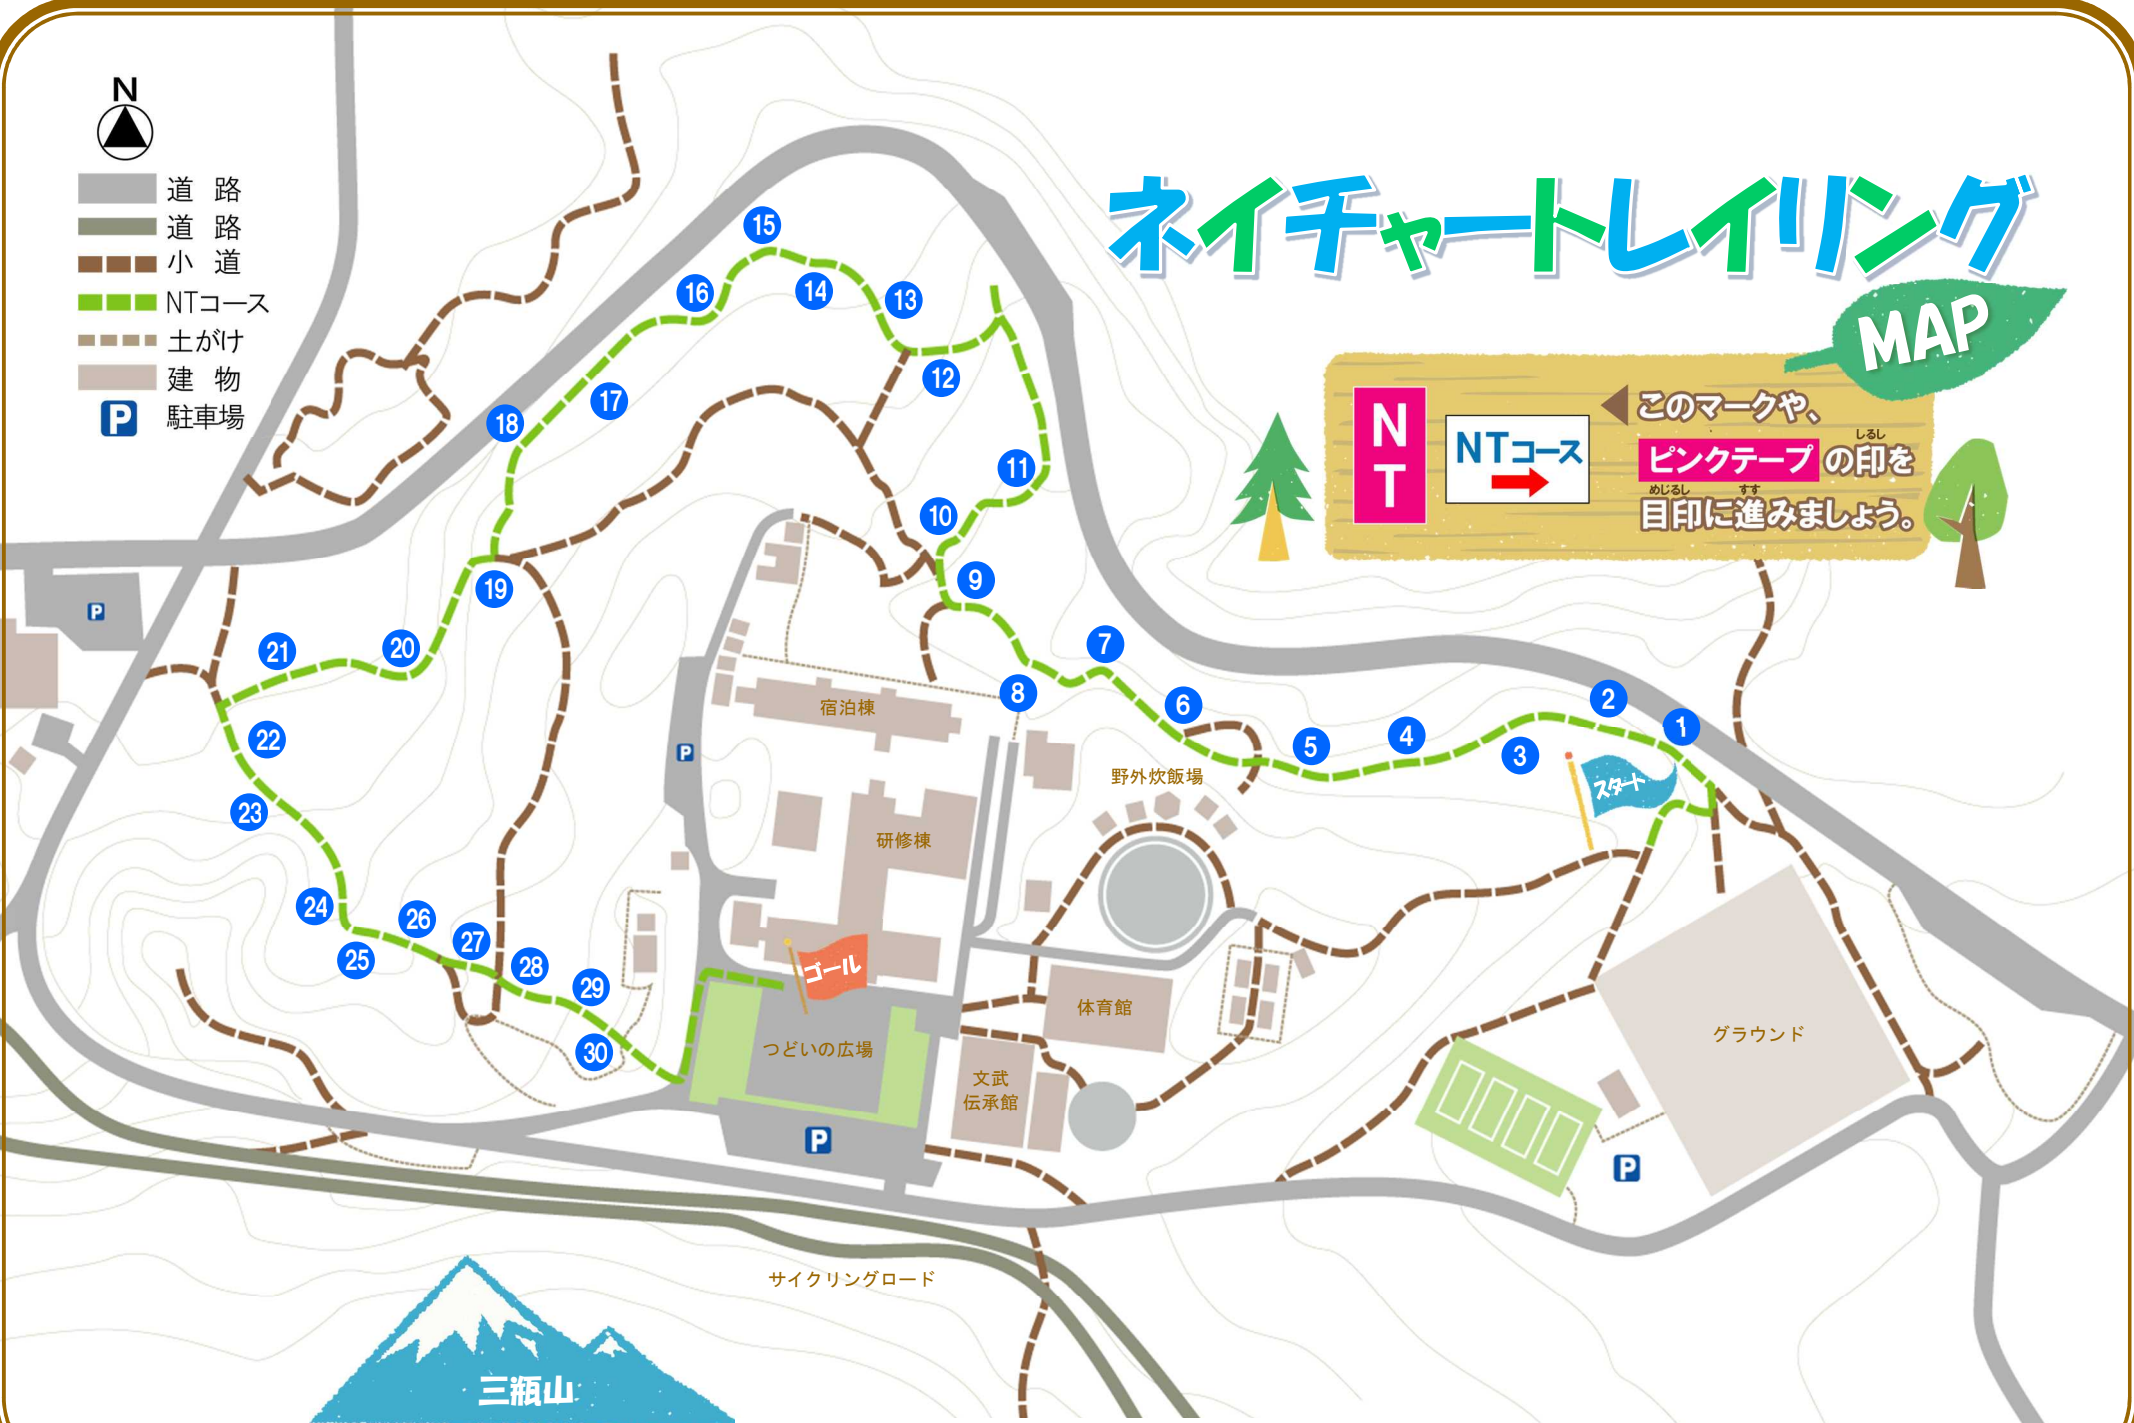 N
道 路
道 路
小 道
NTコース
土がけ
建 物
P 駐車場
ネイチャートレイリング
MAP
N
T
NTコース
このマークや、
ピンクテープ の印を
しるし
目印に進みましょう。
めじるし すす
スタート
1
2
3
4
5
6
7
8
9
10
11
12
13
14
15
16
17
18
19
20
21
22
23
24
25
26
27
28
29
30
ゴール
P
P
宿泊棟
研修棟
野外炊飯場
体育館
つどいの広場
文武
伝承館
グラウンド
P
P
サイクリングロード
三瓶山